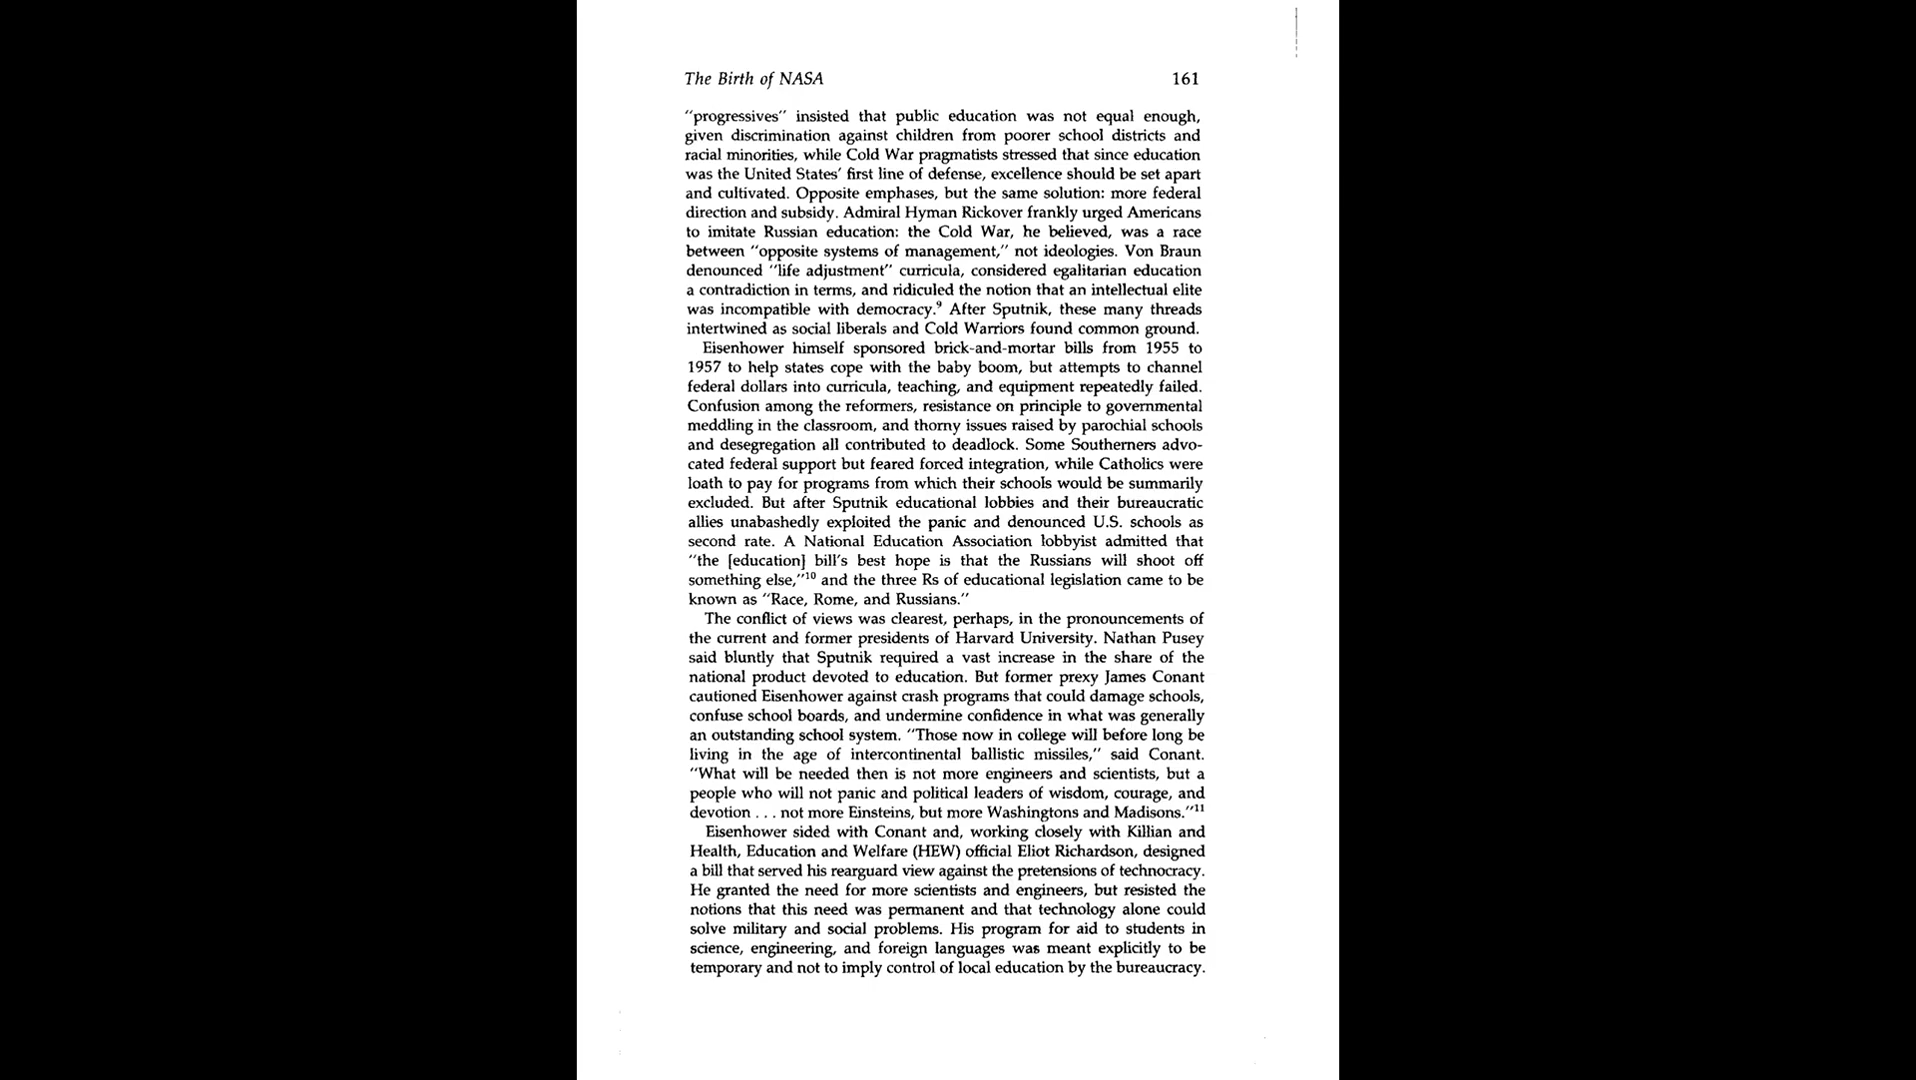 The Birth of NASA 161
“progressives” insisted that public education was not equal enough,
given discrimination against children from poorer school districts and
racial minorities, while Cold War pragmatists stressed that since education
was the United States’ first line of defense, excellence should be set apart
and cultivated. Opposite emphases, but the same solution: more federal
direction and subsidy. Admiral Hyman Rickover frankly urged Americans
to imitate Russian education: the Cold War, he believed, was a race
between “opposite systems of management,” not ideologies. Von Braun
denounced “life adjustment” curricula, considered egalitarian education
a contradiction in terms, and ridiculed the notion that an intellectual elite
was incompatible with democracy.⁹ After Sputnik, these many threads
intertwined as social liberals and Cold Warriors found common ground.
Eisenhower himself sponsored brick-and-mortar bills from 1955 to
1957 to help states cope with the baby boom, but attempts to channel
federal dollars into curricula, teaching, and equipment repeatedly failed.
Confusion among the reformers, resistance on principle to governmental
meddling in the classroom, and thorny issues raised by parochial schools
and desegregation all contributed to deadlock. Some Southerners advo-
cated federal support but feared forced integration, while Catholics were
loath to pay for programs from which their schools would be summarily
excluded. But after Sputnik educational lobbies and their bureaucratic
allies unabashedly exploited the panic and denounced U.S. schools as
second rate. A National Education Association lobbyist admitted that
“the [education] bill’s best hope is that the Russians will shoot off
something else,”¹⁰ and the three Rs of educational legislation came to be
known as “Race, Rome, and Russians.”
The conflict of views was clearest, perhaps, in the pronouncements of
the current and former presidents of Harvard University. Nathan Pusey
said bluntly that Sputnik required a vast increase in the share of the
national product devoted to education. But former prexy James Conant
cautioned Eisenhower against crash programs that could damage schools,
confuse school boards, and undermine confidence in what was generally
an outstanding school system. “Those now in college will before long be
living in the age of intercontinental ballistic missiles,” said Conant.
“What will be needed then is not more engineers and scientists, but a
people who will not panic and political leaders of wisdom, courage, and
devotion . . . not more Einsteins, but more Washingtons and Madisons.”¹¹
Eisenhower sided with Conant and, working closely with Killian and
Health, Education and Welfare (HEW) official Eliot Richardson, designed
a bill that served his rearguard view against the pretensions of technocracy.
He granted the need for more scientists and engineers, but resisted the
notions that this need was permanent and that technology alone could
solve military and social problems. His program for aid to students in
science, engineering, and foreign languages was meant explicitly to be
temporary and not to imply control of local education by the bureaucracy.